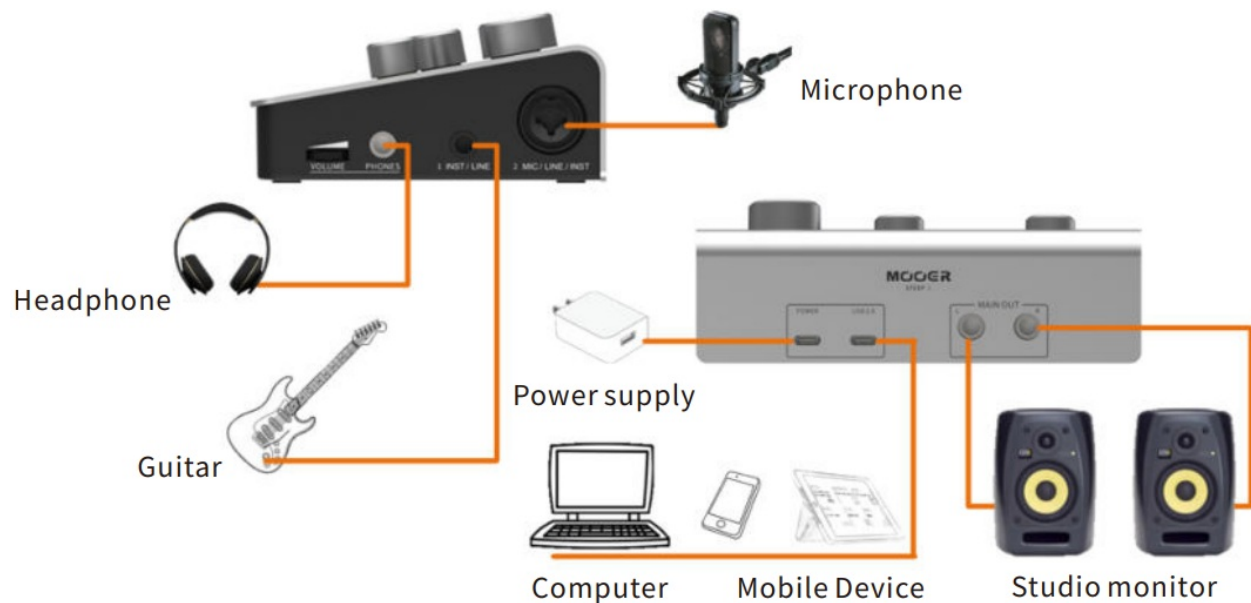 Microphone
VOLUME PHONES 1 INST / LINE 2 MIC / LINE / INST
Headphone
MOOER
MAIN OUT
L R
POWER
Power supply
Guitar
Computer Mobile Device Studio monitor